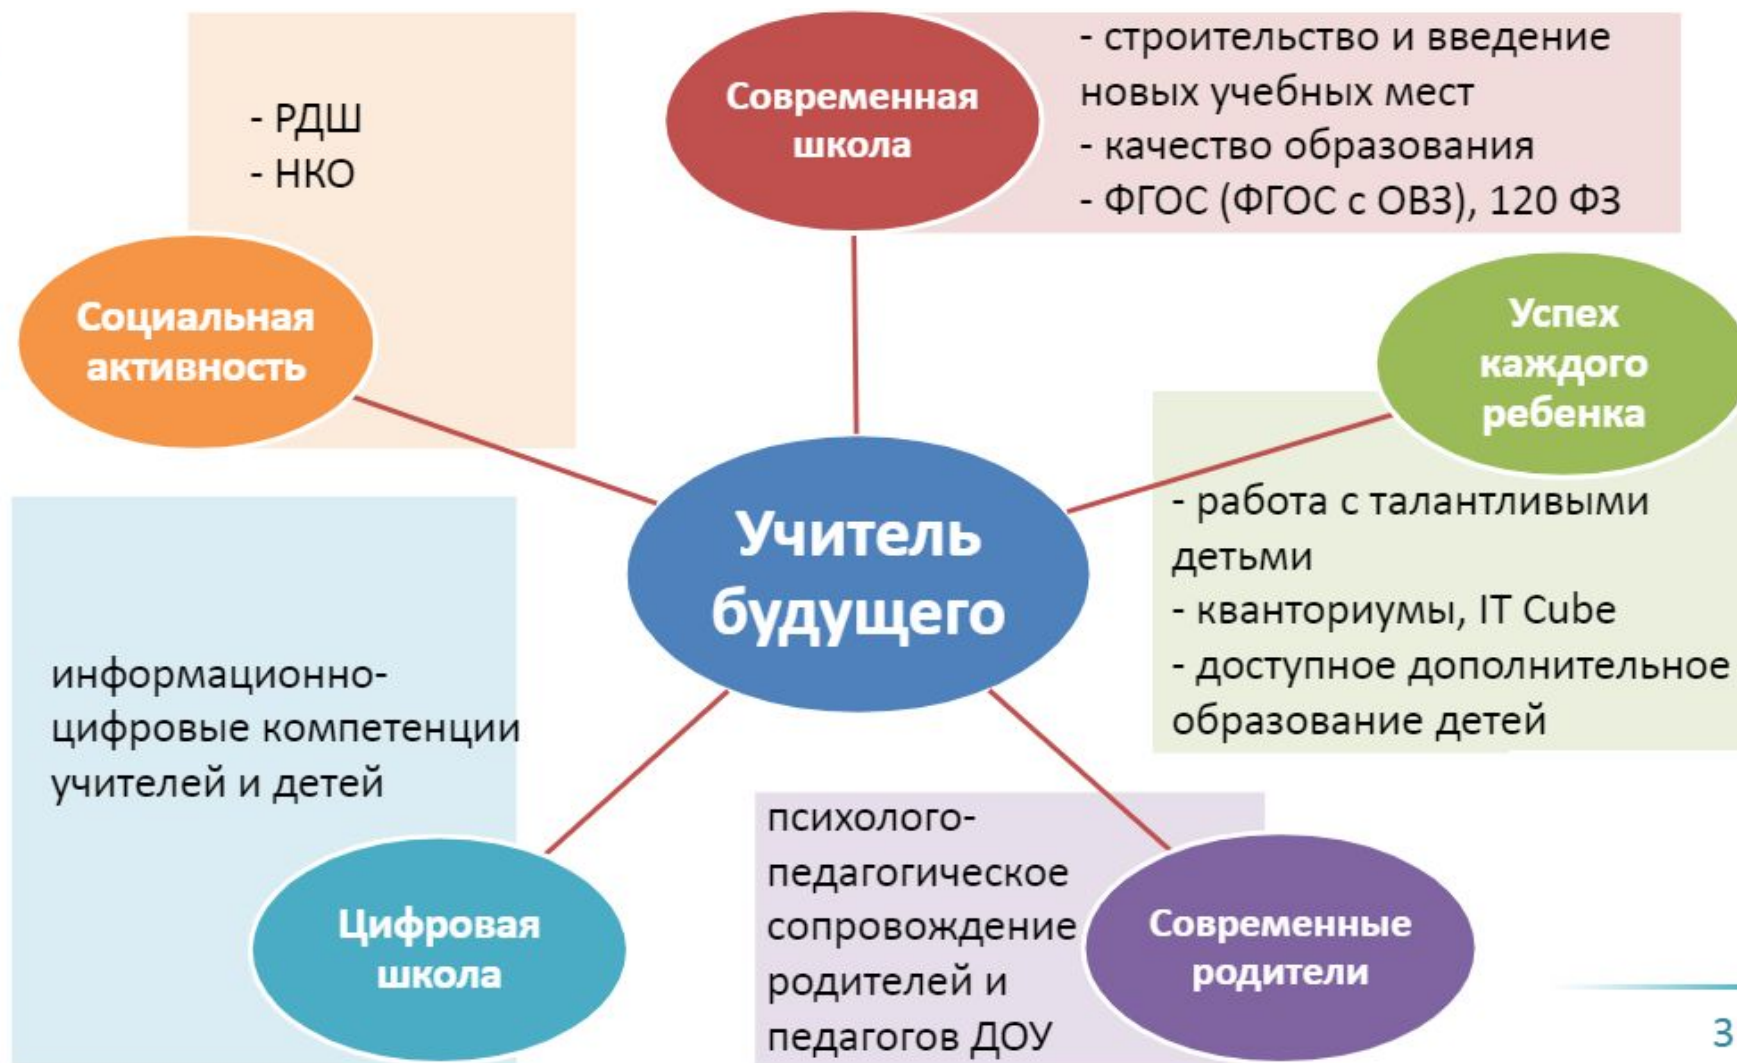 - РДШ
- НКО
Социальная
активность
Современная
школа
- строительство и введение
новых учебных мест
- качество образования
- ФГОС (ФГОС с ОВЗ), 120 ФЗ
Успех
каждого
ребенка
- работа с талантливыми
детьми
- кванториумы, IT Cube
- доступное дополнительное
образование детей
Учитель
будущего
информационно-
цифровые компетенции
учителей и детей
Цифровая
школа
психолого-
педагогическое
сопровождение
родителей и
педагогов ДОУ
Современные
родители
3